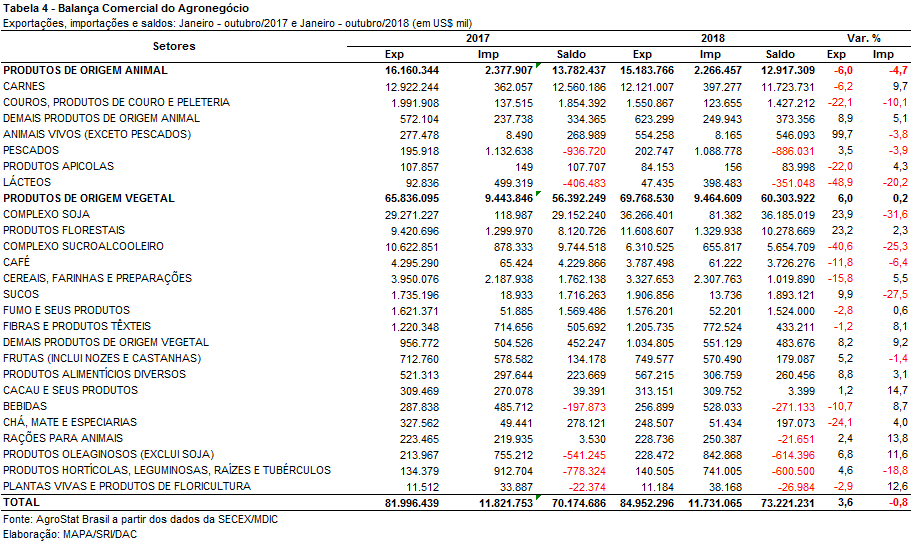 Tabela 4 - Balança Comercial do Agronegócio
Exportações, importações e saldos: Janeiro - outubro/2017 e Janeiro - outubro/2018 (em US$ mil)
Setores 2017 2018 Var. %
Exp Imp Saldo Exp Imp Saldo Exp Imp
PRODUTOS DE ORIGEM ANIMAL 16.160.344 2.377.907 13.782.437 15.183.766 2.266.457 12.917.309 -6,0 -4,7
CARNES 12.922.244 362.057 12.560.186 12.121.007 397.277 11.723.731 -6,2 9,7
COUROS, PRODUTOS DE COURO E PELETERIA 1.991.908 137.515 1.854.392 1.550.867 123.655 1.427.212 -22,1 -10,1
DEMAIS PRODUTOS DE ORIGEM ANIMAL 572.104 237.738 334.365 623.299 249.943 373.356 8,9 5,1
ANIMAIS VIVOS (EXCETO PESCADOS) 277.478 8.490 268.989 554.258 8.165 546.093 99,7 -3,8
PESCADOS 195.918 1.132.638 -936.720 202.747 1.088.778 -886.031 3,5 -3,9
PRODUTOS APICOLAS 107.857 149 107.707 84.153 156 83.998 -22,0 4,3
LÁCTEOS 92.836 499.319 -406.483 47.435 398.483 -351.048 -48,9 -20,2
PRODUTOS DE ORIGEM VEGETAL 65.836.095 9.443.846 56.392.249 69.768.530 9.464.609 60.303.922 6,0 0,2
COMPLEXO SOJA 29.271.227 118.987 29.152.240 36.266.401 81.382 36.185.019 23,9 -31,6
PRODUTOS FLORESTAIS 9.420.696 1.299.970 8.120.726 11.608.607 1.329.938 10.278.669 23,2 2,3
COMPLEXO SUCROALCOOLEIRO 10.622.851 878.333 9.744.518 6.310.525 655.817 5.654.709 -40,6 -25,3
CAFÉ 4.295.290 65.424 4.229.866 3.787.498 61.222 3.726.276 -11,8 -6,4
CEREAIS, FARINHAS E PREPARAÇÕES 3.950.076 2.187.938 1.762.138 3.327.653 2.307.763 1.019.890 -15,8 5,5
SUCOS 1.735.196 18.933 1.716.263 1.906.856 13.736 1.893.121 9,9 -27,5
FUMO E SEUS PRODUTOS 1.621.371 51.885 1.569.486 1.576.201 52.201 1.524.000 -2,8 0,6
FIBRAS E PRODUTOS TÊXTEIS 1.220.348 714.656 505.692 1.205.735 772.524 433.211 -1,2 8,1
DEMAIS PRODUTOS DE ORIGEM VEGETAL 956.772 504.526 452.247 1.034.805 551.129 483.676 8,2 9,2
FRUTAS (INCLUI NOZES E CASTANHAS) 712.760 578.582 134.178 749.577 570.490 179.087 5,2 -1,4
PRODUTOS ALIMENTÍCIOS DIVERSOS 521.313 297.644 223.669 567.215 306.759 260.456 8,8 3,1
CACAU E SEUS PRODUTOS 309.469 270.078 39.391 313.151 309.752 3.399 1,2 14,7
BEBIDAS 287.838 485.712 -197.873 256.899 528.033 -271.133 -10,7 8,7
CHÁ, MATE E ESPECIARIAS 327.562 49.441 278.121 248.507 51.434 197.073 -24,1 4,0
RAÇÕES PARA ANIMAIS 223.465 219.935 3.530 228.736 250.387 -21.651 2,4 13,8
PRODUTOS OLEAGINOSOS (EXCLUI SOJA) 213.967 755.212 -541.245 228.472 842.868 -614.396 6,8 11,6
PRODUTOS HORTÍCOLAS, LEGUMINOSAS, RAÍZES E TUBÉRCULOS 134.379 912.704 -778.324 140.505 741.005 -600.500 4,6 -18,8
PLANTAS VIVAS E PRODUTOS DE FLORICULTURA 11.512 33.887 -22.374 11.184 38.168 -26.984 -2,9 12,6
TOTAL 81.996.439 11.821.753 70.174.686 84.952.296 11.731.065 73.221.231 3,6 -0,8
Fonte: AgroStat Brasil a partir dos dados da SECEX/MDIC
Elaboração: MAPA/SRI/DAC